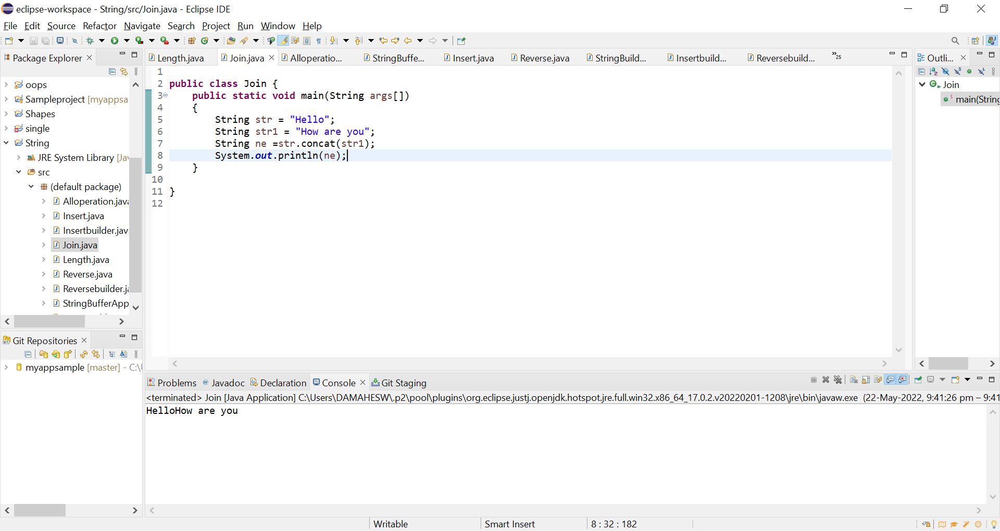 eclipse-workspace - String/src/Join.java - Eclipse IDE
File Edit Source Refactor Navigate Search Project Run Window Help
Package Explorer
oops
Sampleproject [myappsa
Shapes
single
String
JRE System Library [Jav
src
(default package)
Alloperation.java
Insert.java
Insertbuilder.jav
Join.java
Length.java
Reverse.java
Reversebuilder.ja
StringBufferApp
Git Repositories
myappsample [master] - C:\U
Length.java Join.java Alloperatio... StringBuffe... Insert.java Reverse.java StringBuild... Insertbuild... Reversebuild... »25
1
2 public class Join {
3 public static void main(String args[])
4 {
5 String str = "Hello";
6 String str1 = "How are you";
7 String ne =str.concat(str1);
8 System.out.println(ne);
9 }
10
11 }
12
Outli...
Join
main(String
Problems Javadoc Declaration Console Git Staging
<terminated> Join [Java Application] C:\Users\DAMAHESW\.p2\pool\plugins\org.eclipse.justj.openjdk.hotspot.jre.full.win32.x86_64_17.0.2.v20220201-1208\jre\bin\javaw.exe (22-May-2022, 9:41:26 pm – 9:41
HelloHow are you
Writable Smart Insert 8 : 32 : 182